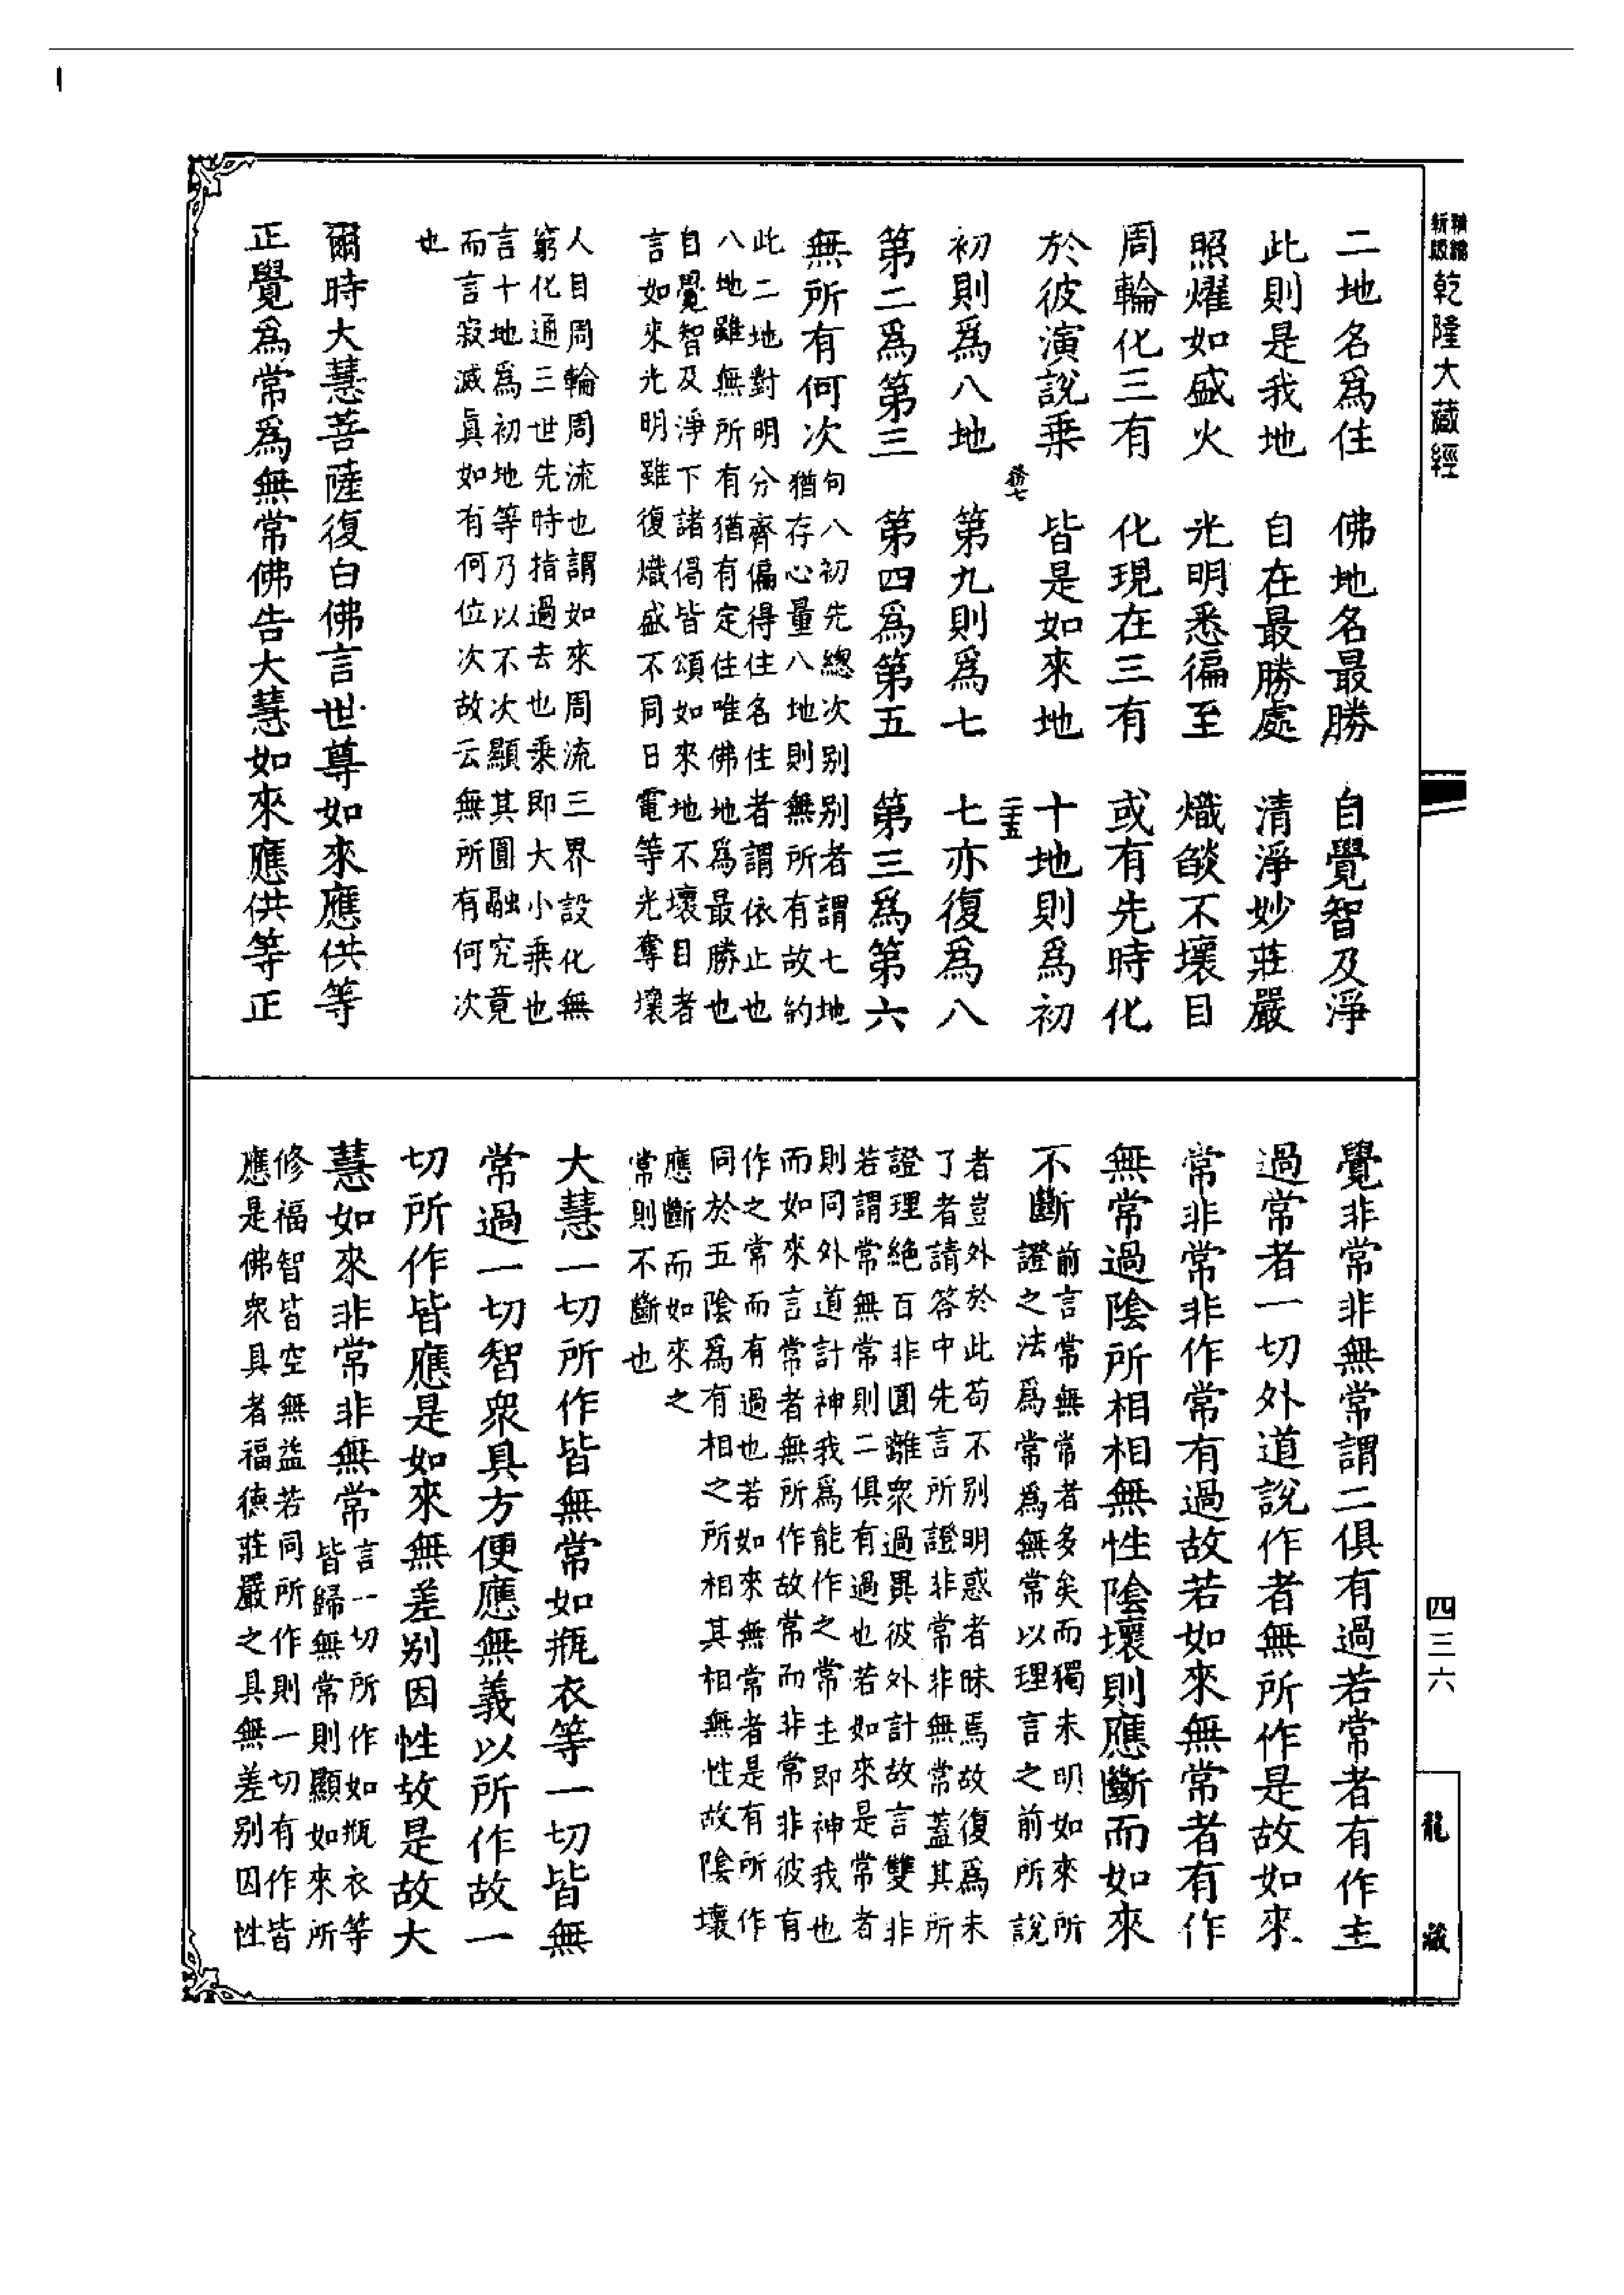 新版精縮乾隆大藏經
二地名爲住　佛地名最勝　自覺智及淨
此則是我地　自在最勝處　清淨妙莊嚴
照燿如盛火　光明悉徧至　熾燄不壞目
周輪化三有　化現在三有　或有先時化
於彼演說乗　皆是如來地　十地則爲初
卷七　二十五
初則爲八地　第九則爲七　七亦復爲八
第二爲第三　第四爲第五　第三爲第六
無所有何次
句八初先總次別別者謂七地
猶存心量八地則無所有故約
此二地對明分齊偏得住名住者謂依止也
八地雖無所有猶有定住唯佛地爲最勝也
自覺智及淨下諸偈皆頌如來地不壞目者
言如來光明雖復熾盛不同日電等光奪壞
人目周輪周流也謂如來周流三界設化無
窮化通三世先時指過去也乗即大小乗也
言十地爲初地等乃以不次顯其圓融究竟
而言寂滅眞如有何位次故云無所有何次
也
爾時大慧菩薩復白佛言世尊如來應供等
正覺爲常爲無常佛告大慧如來應供等正
覺非常非無常謂二俱有過若常者有作主
過常者一切外道說作者無所作是故如來
常非常非作常有過故若如來無常者有作
無常過陰所相相無性陰壞則應斷而如來
不斷
前言常無常者多矣而獨未明如來所
證之法爲常爲無常以理言之前所說
者豈外於此苟不別明惑者昧焉故復爲未
了者請答中先言所證非常非無常蓋其所
證理絕百非圓離衆過異彼外計故言雙非
若謂常無常則二俱有過也若如來是常者
則同外道計神我爲能作之常主即神我也
而如來言常者無所作故常而非常非彼有
作之常而有過也若如來無常者是有所作
同於五陰爲有相之所相其相無性故陰壞
應斷而如來之
常則不斷也
大慧一切所作皆無常如瓶衣等一切皆無
常過一切智衆具方便應無義以所作故一
切所作皆應是如來無差别因性故是故大
慧如來非常非無常
言一切所作如瓶衣等
皆歸無常則顯如來所
修福智皆空無益若同所作則一切有作皆
應是佛衆具者福德莊嚴之具無差别因性
四三六
龍藏